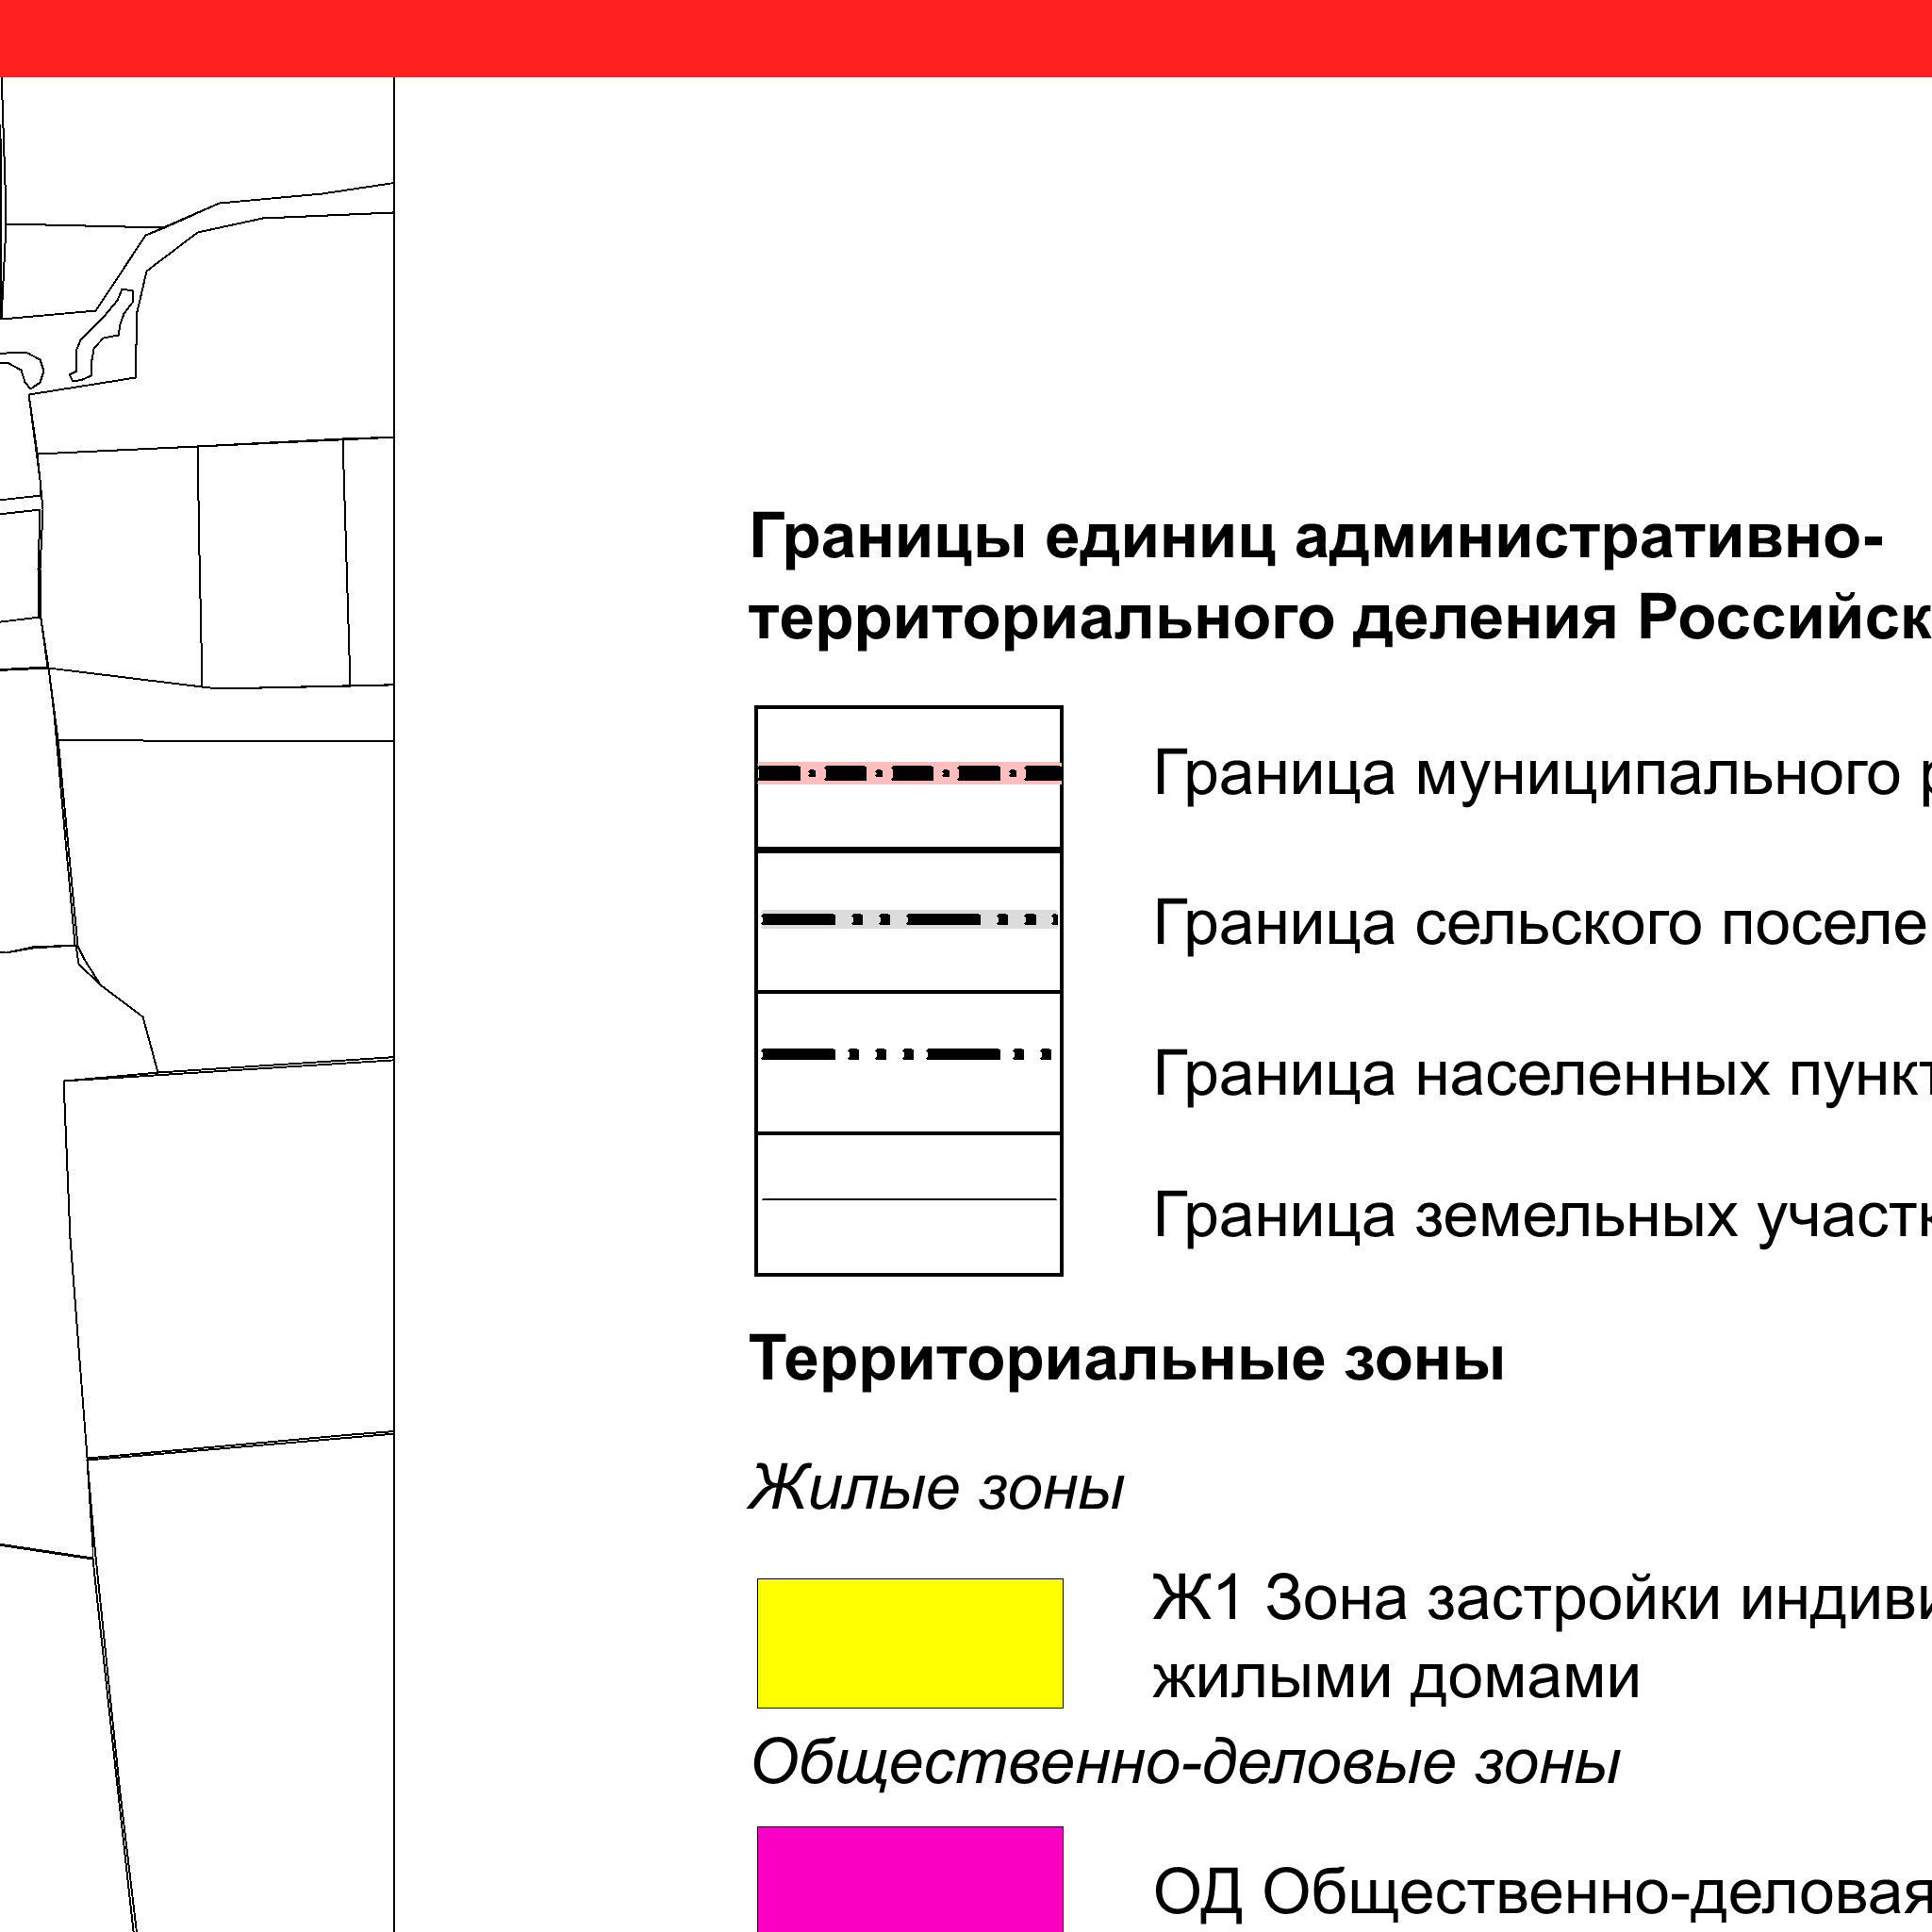 Границы единиц административно-
территориального деления Российск
Граница муниципального р
Граница сельского поселе
Граница населенных пункт
Граница земельных участк
Территориальные зоны
Жилые зоны
Ж1 Зона застройки индиви
жилыми домами
Общественно-деловые зоны
ОД Общественно-деловая